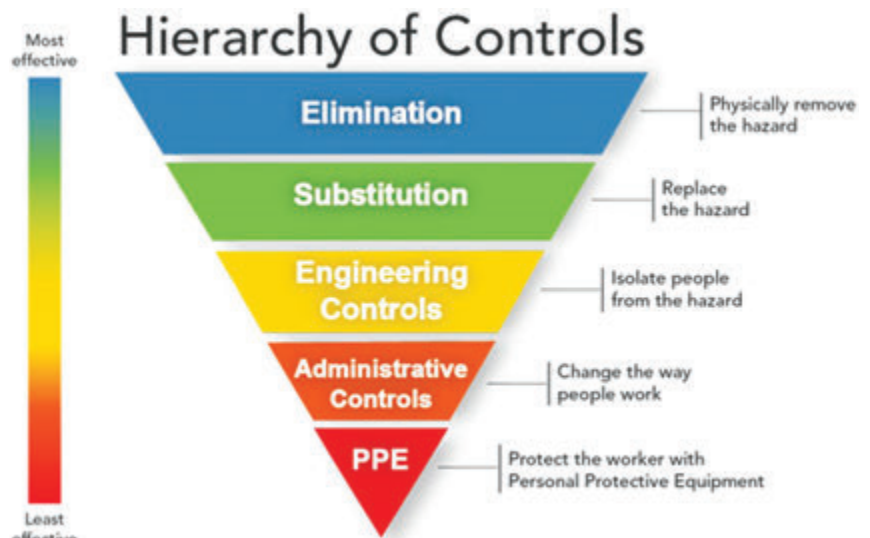 Hierarchy of Controls
Most
effective
Elimination
Physically remove
the hazard
Substitution
Replace
the hazard
Engineering
Controls
Isolate people
from the hazard
Administrative
Controls
Change the way
people work
PPE
Protect the worker with
Personal Protective Equipment
Least
effective